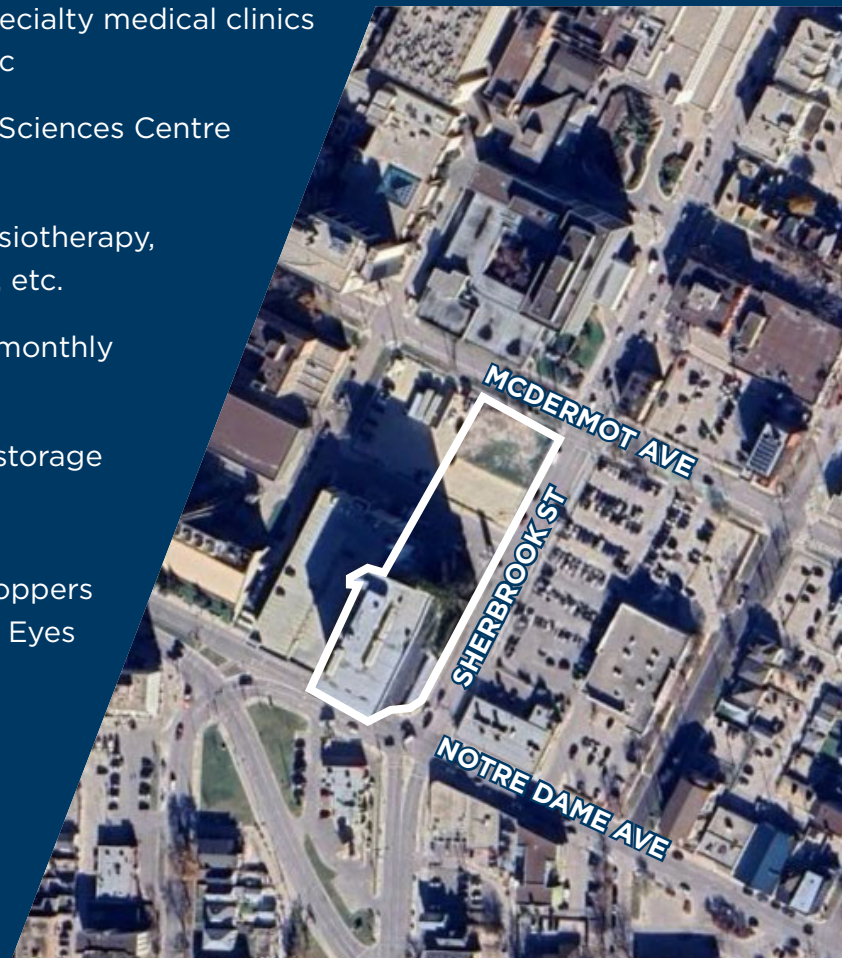 ecialty medical clinics
c
Sciences Centre
siotherapy,
etc.
monthly
storage
oppers
Eyes
MCDERMOT AVE
SHERBROOK ST
NOTRE DAME AVE